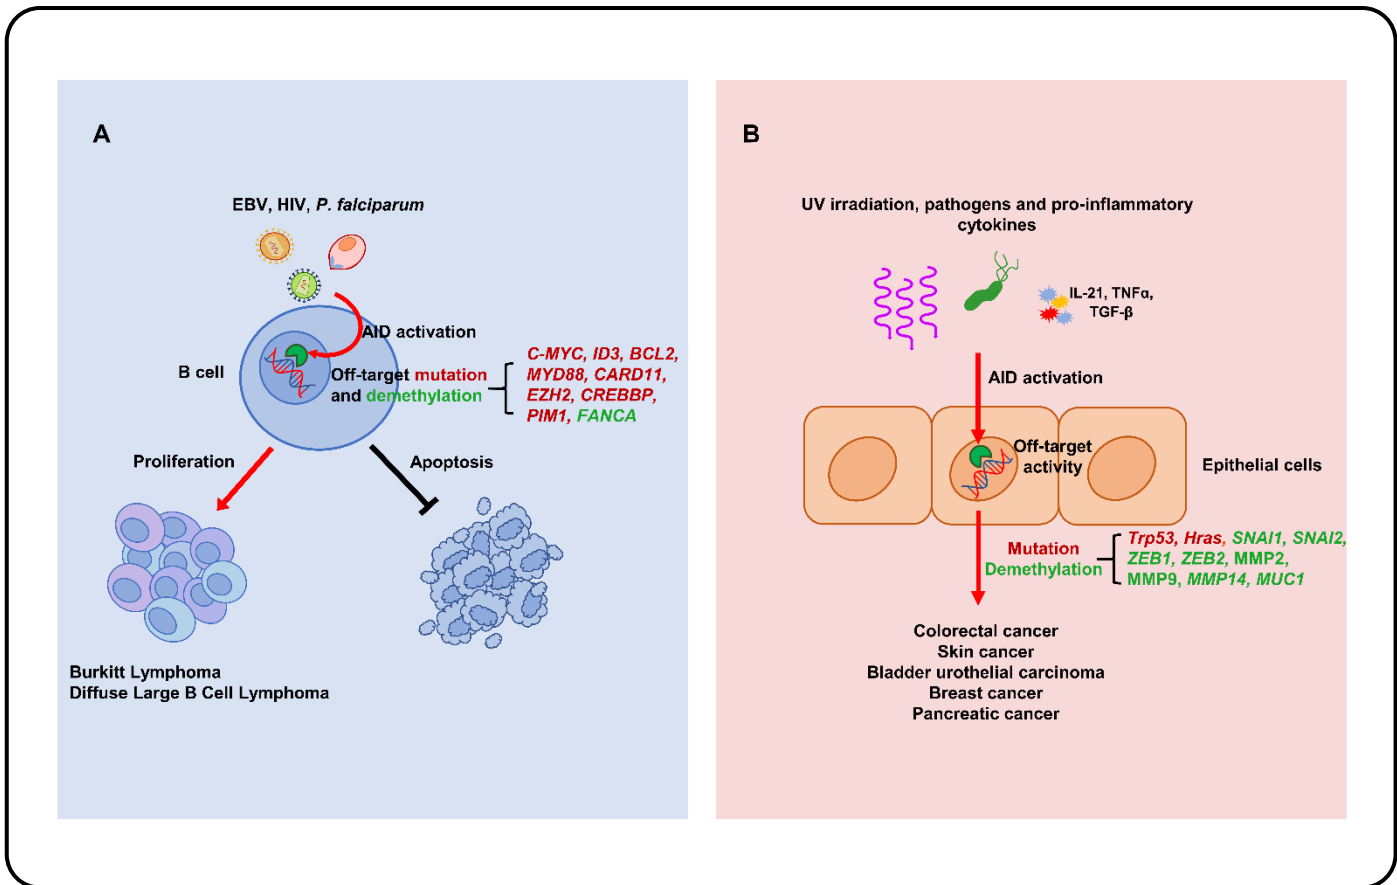 A
EBV, HIV, P. falciparum
AID activation
B cell
Off-target mutation
and demethylation
C-MYC, ID3, BCL2,
MYD88, CARD11,
EZH2, CREBBP,
PIM1, FANCA
Proliferation
Apoptosis
Burkitt Lymphoma
Diffuse Large B Cell Lymphoma
B
UV irradiation, pathogens and pro-inflammatory
cytokines
IL-21, TNFα,
TGF-β
AID activation
Off-target
activity
Epithelial cells
Mutation
Demethylation
Trp53, Hras, SNAI1, SNAI2,
ZEB1, ZEB2, MMP2,
MMP9, MMP14, MUC1
Colorectal cancer
Skin cancer
Bladder urothelial carcinoma
Breast cancer
Pancreatic cancer